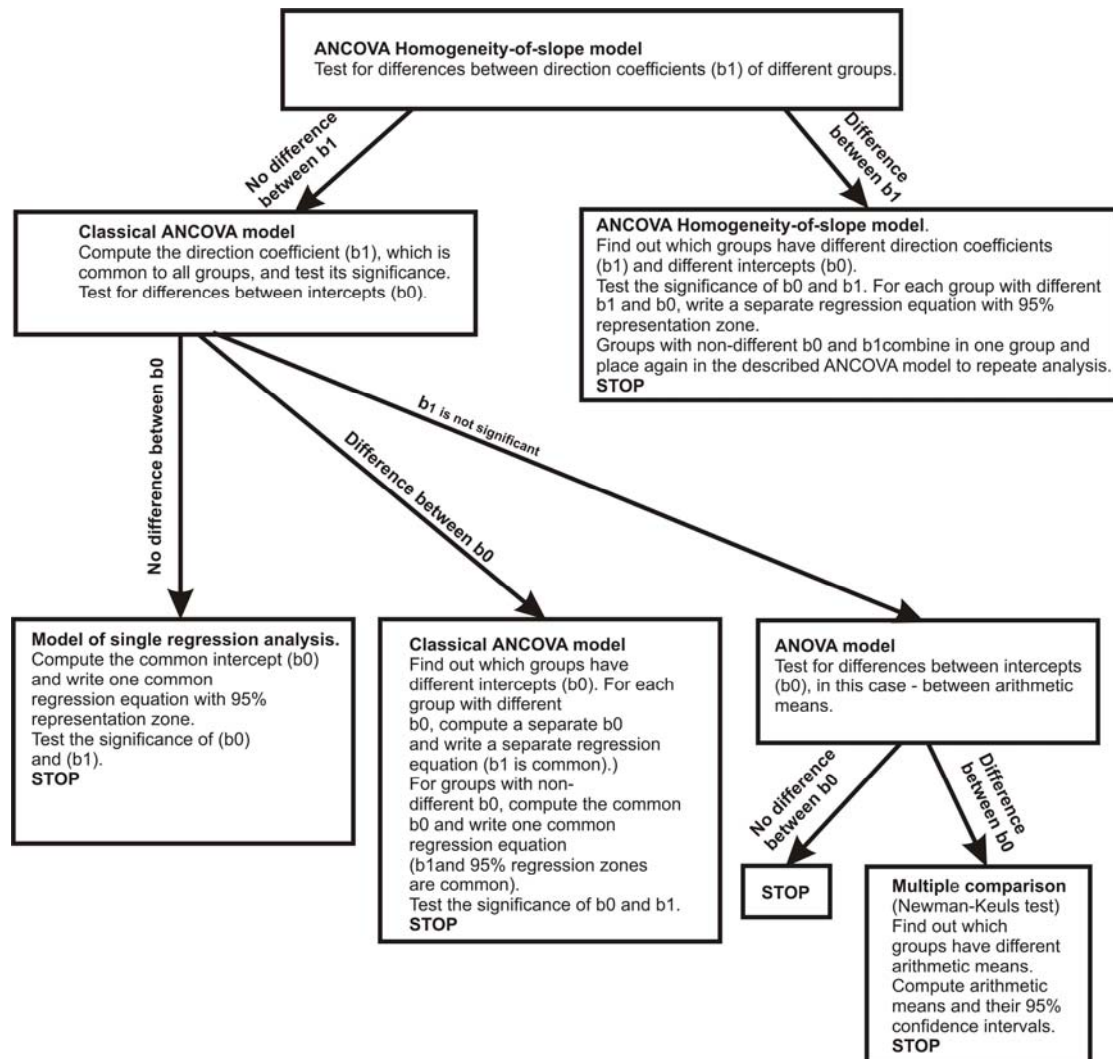 ANCOVA Homogeneity-of-slope model
Test for differences between direction coefficients (b1) of different groups.
No difference
between b1
Difference
between b1
Classical ANCOVA model
Compute the direction coefficient (b1), which is
common to all groups, and test its significance.
Test for differences between intercepts (b0).
ANCOVA Homogeneity-of-slope model.
Find out which groups have different direction coefficients
(b1) and different intercepts (b0).
Test the significance of b0 and b1. For each group with different
b1 and b0, write a separate regression equation with 95%
representation zone.
Groups with non-different b0 and b1combine in one group and
place again in the described ANCOVA model to repeate analysis.
STOP
No difference between b0
Difference between b0
b1 is not significant
Model of single regression analysis.
Compute the common intercept (b0)
and write one common
regression equation with 95%
representation zone.
Test the significance of (b0)
and (b1).
STOP
Classical ANCOVA model
Find out which groups have
different intercepts (b0). For each
group with different
b0, compute a separate b0
and write a separate regression
equation (b1 is common).)
For groups with non-
different b0, compute the common
b0 and write one common
regression equation
(b1and 95% regression zones
are common).
Test the significance of b0 and b1.
STOP
ANOVA model
Test for differences between intercepts
(b0), in this case - between arithmetic
means.
No difference
between b0
Difference
between b0
STOP
Multiple comparison
(Newman-Keuls test)
Find out which
groups have different
arithmetic means.
Compute arithmetic
means and their 95%
confidence intervals.
STOP